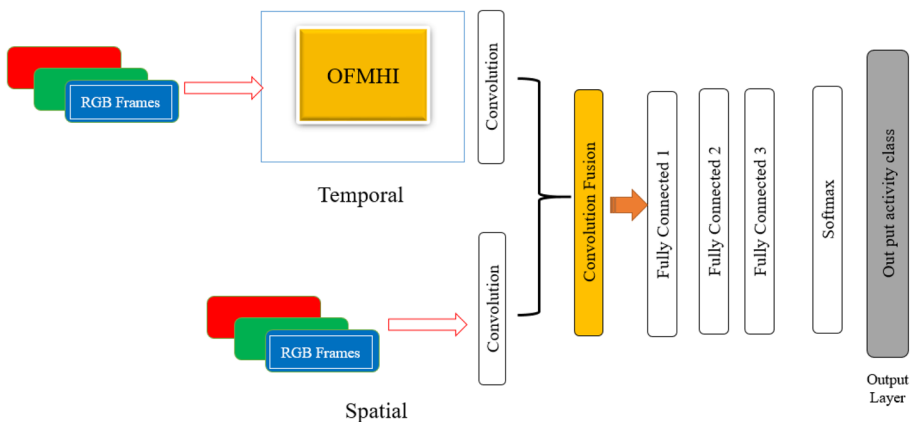 RGB Frames
OFMHI
Temporal
Convolution
RGB Frames
Spatial
Convolution
Convolution Fusion
Fully Connected 1
Fully Connected 2
Fully Connected 3
Softmax
Out put activity class
Output
Layer